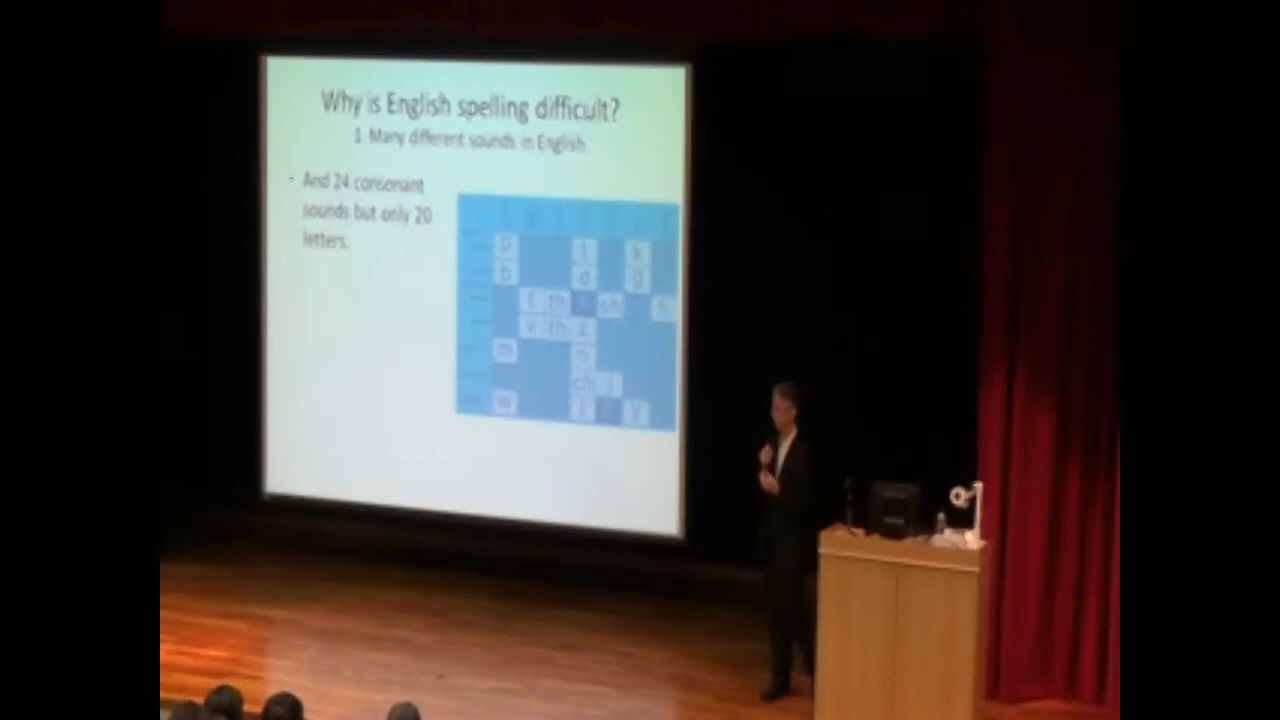 Why is English spelling difficult?
1. Many different sounds in English
- And 24 consonant
sounds but only 20
letters.
p t k
b d g
f th s sh h
v th z
m n
ch j
w l r y